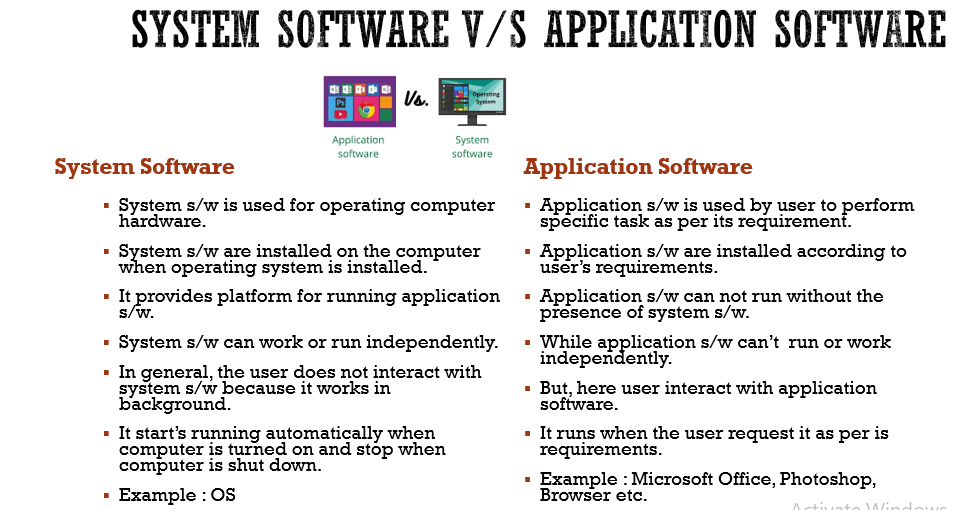 SYSTEM SOFTWARE V/S APPLICATION SOFTWARE
Ps
Vs.
Operating
System
Application
software
System
software
System Software
▪ System s/w is used for operating computer
hardware.
▪ System s/w are installed on the computer
when operating system is installed.
▪ It provides platform for running application
s/w.
▪ System s/w can work or run independently.
▪ In general, the user does not interact with
system s/w because it works in
background.
▪ It start’s running automatically when
computer is turned on and stop when
computer is shut down.
▪ Example : OS
Application Software
▪ Application s/w is used by user to perform
specific task as per its requirement.
▪ Application s/w are installed according to
user’s requirements.
▪ Application s/w can not run without the
presence of system s/w.
▪ While application s/w can’t run or work
independently.
▪ But, here user interact with application
software.
▪ It runs when the user request it as per is
requirements.
▪ Example : Microsoft Office, Photoshop,
Browser etc.
Activate Windows